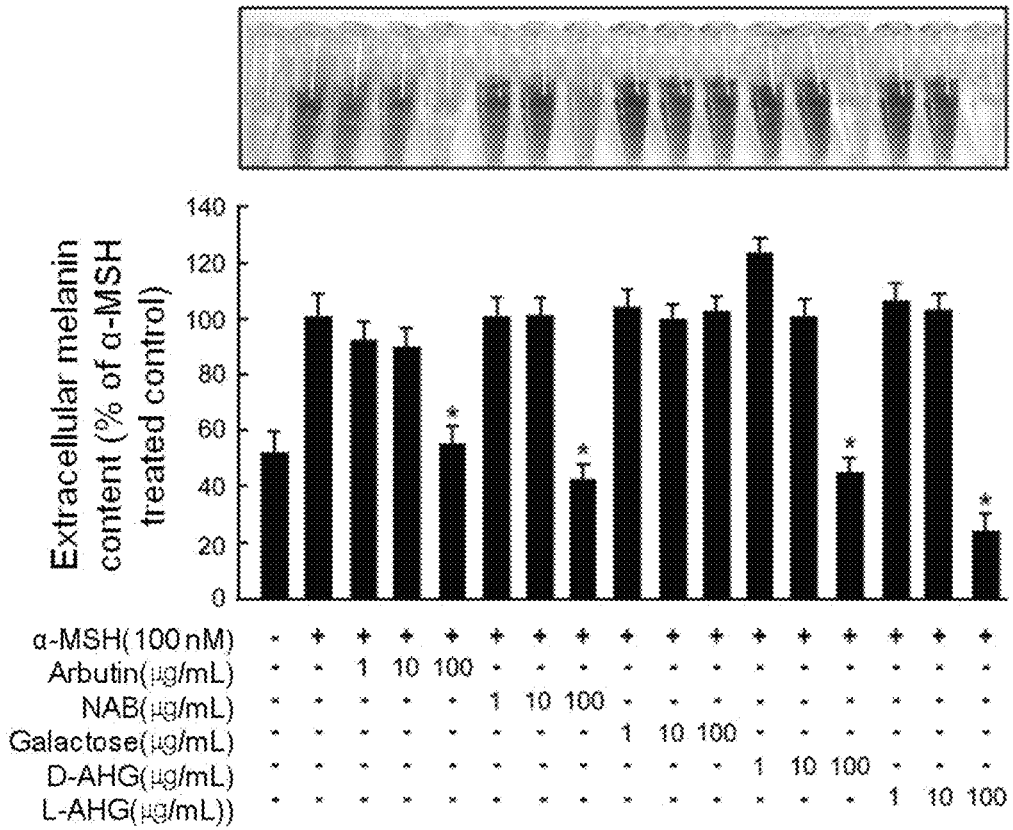 140
120
100
80
60
40
20
0
Extracellular melanin
content (% of α-MSH
treated control)
* * * *
α-MSH(100 nM) - + + + + + + + + + + + + + + + +
Arbutin(μg/mL) - - 1 10 100 - - - - - - - - - - - -
NAB(μg/mL) - - - - - 1 10 100 - - - - - - - - -
Galactose(μg/mL) - - - - - - - - 1 10 100 - - - - - -
D-AHG(μg/mL) - - - - - - - - - - - 1 10 100 - - -
L-AHG(μg/mL)) - - - - - - - - - - - - - - 1 10 100